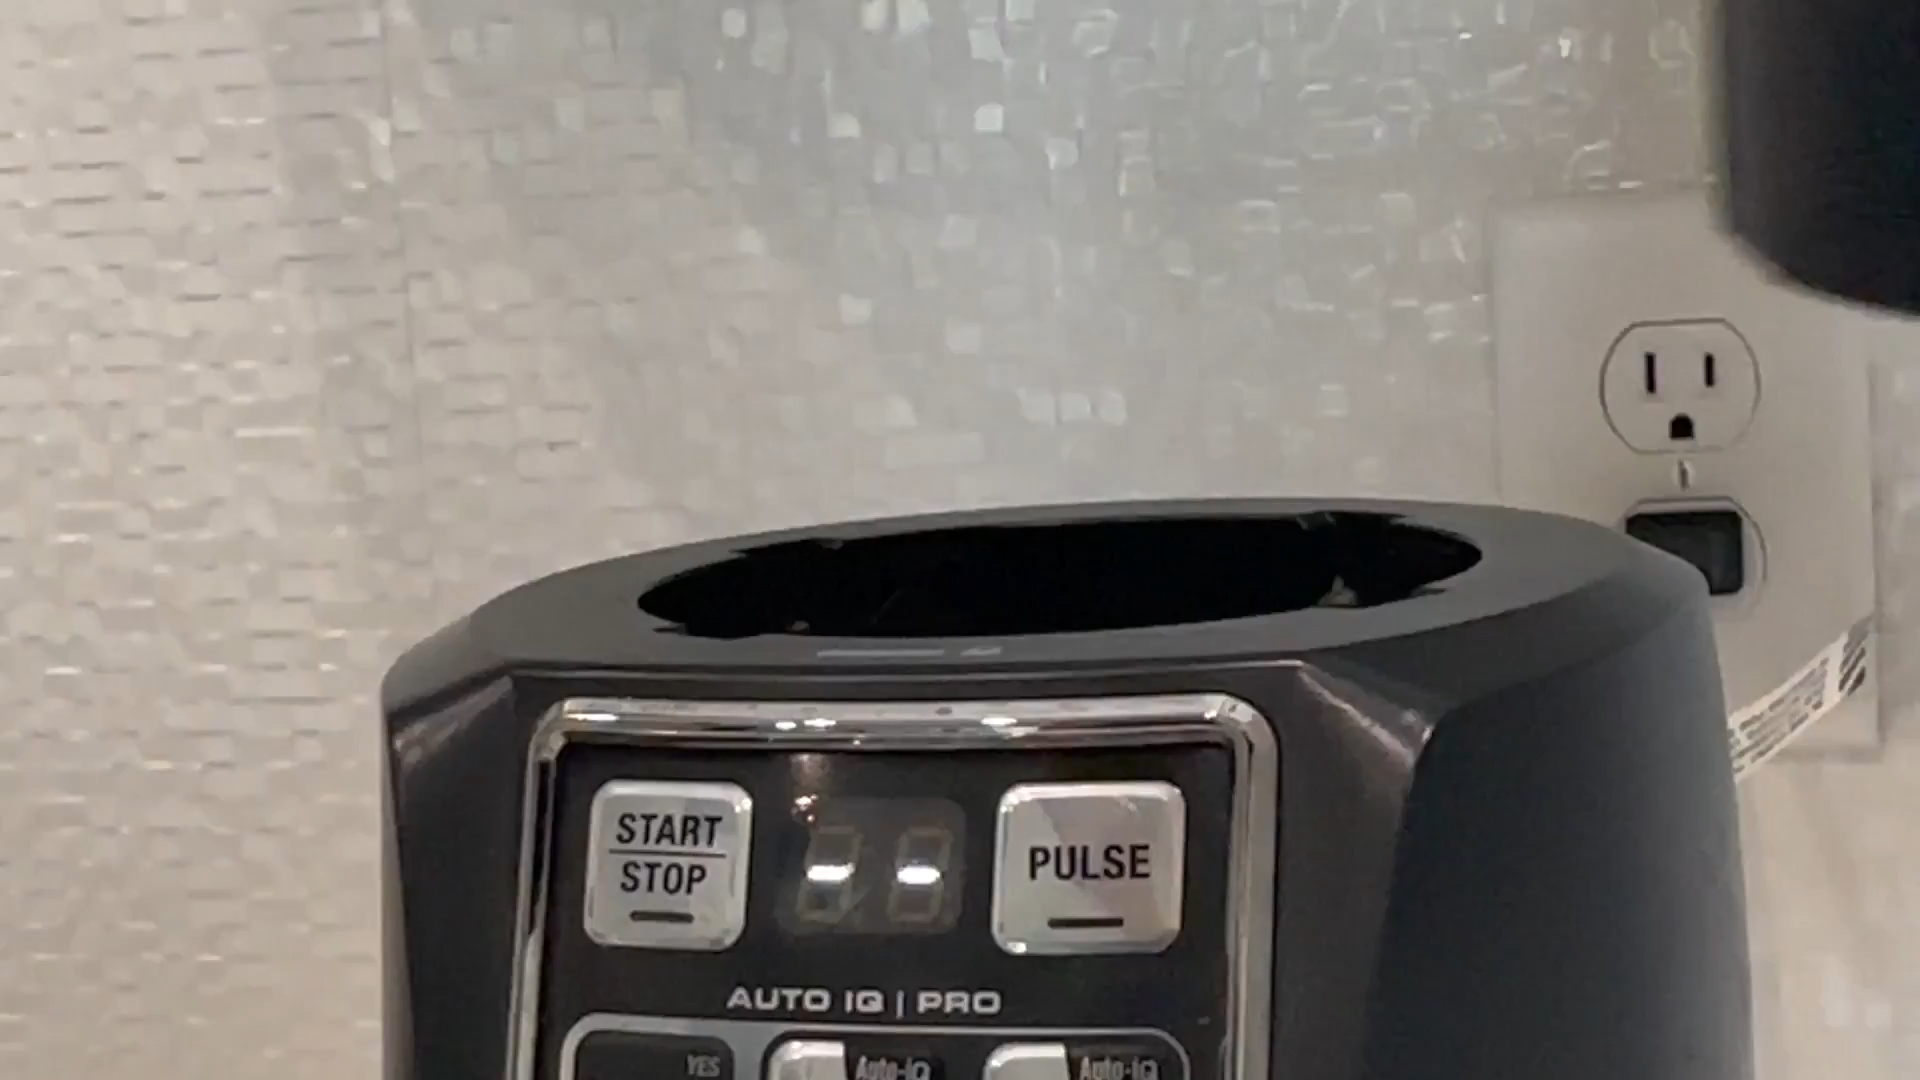 START
STOP
PULSE
AUTO IQ | PRO
YES
Auto-iQ
Auto-iQ